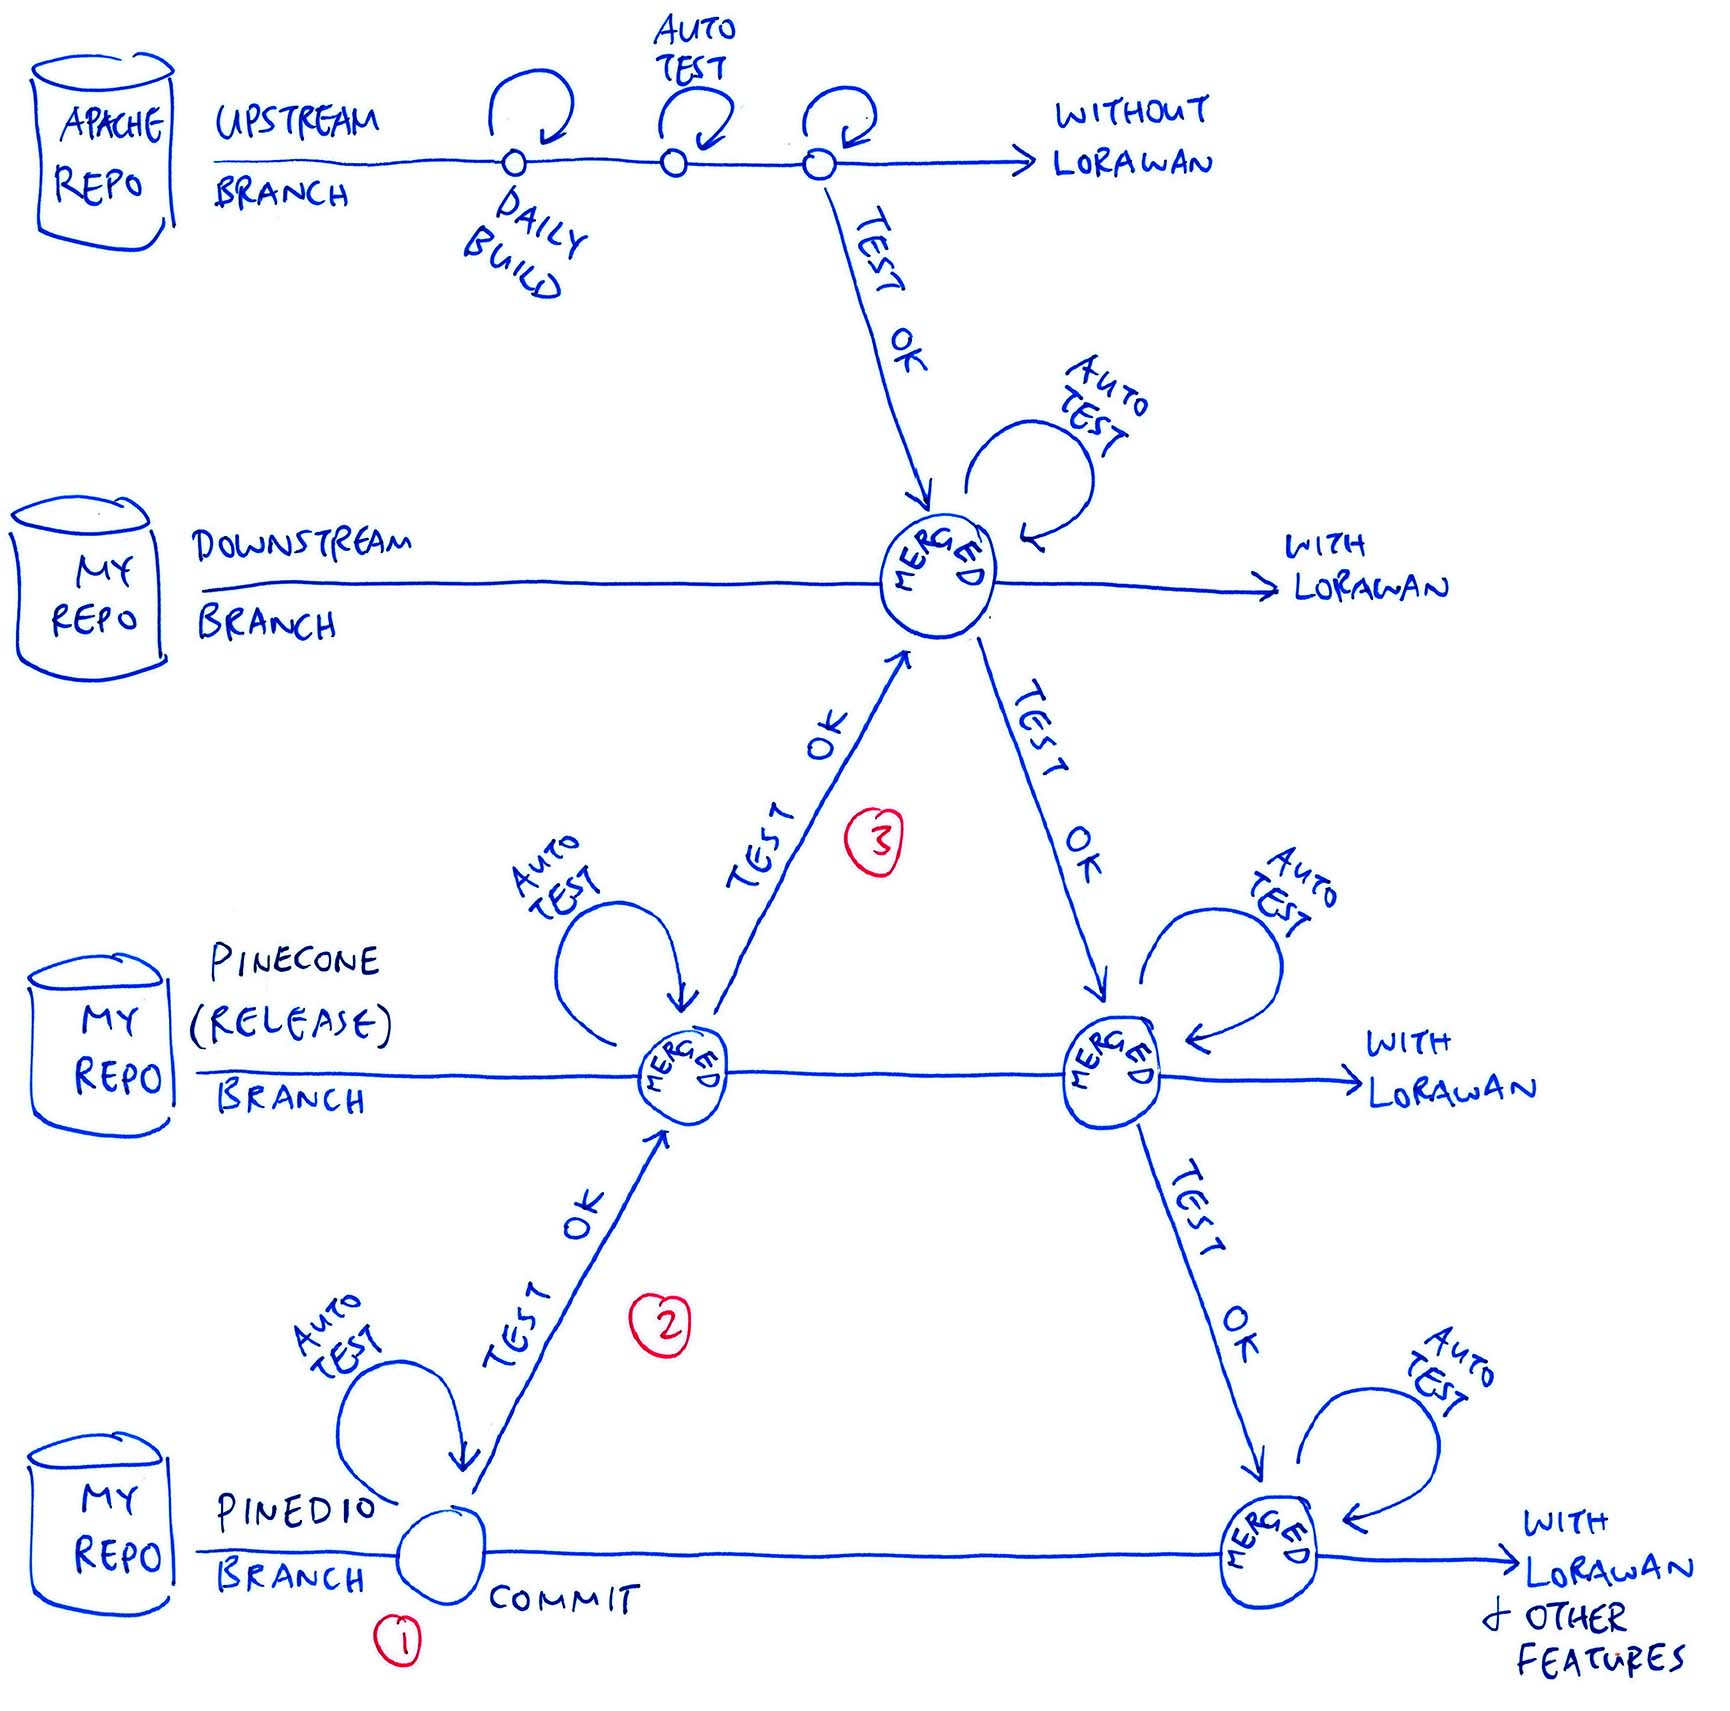 AUTO
TEST
APACHE
REPO
UPSTREAM
BRANCH
DAILY
BUILD
WITHOUT
LORAWAN
TEST OK
AUTO
TEST
MY
REPO
DOWNSTREAM
BRANCH
MERGED
WITH
LORAWAN
TEST OK
3
TEST OK
AUTO
TEST
AUTO
TEST
MY
REPO
PINECONE
(RELEASE)
BRANCH
MERGED
MERGED
WITH
LORAWAN
TEST OK
2
TEST OK
AUTO
TEST
AUTO
TEST
MY
REPO
PINEDIO
BRANCH
COMMIT
1
MERGED
WITH
LORAWAN
+ OTHER
FEATURES